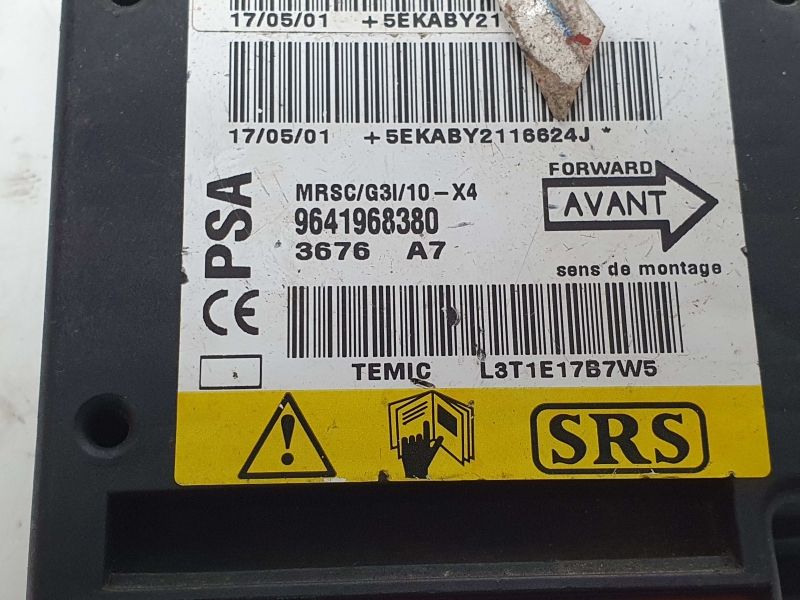 17/05/01 +5EKABY21
17/05/01 +5EKABY2116624J *
PSA
MRSC/G3I/10-X4
9641968380
3676 A7
FORWARD
AVANT
sens de montage
CE
TEMIC L3T1E17B7W5
SRS